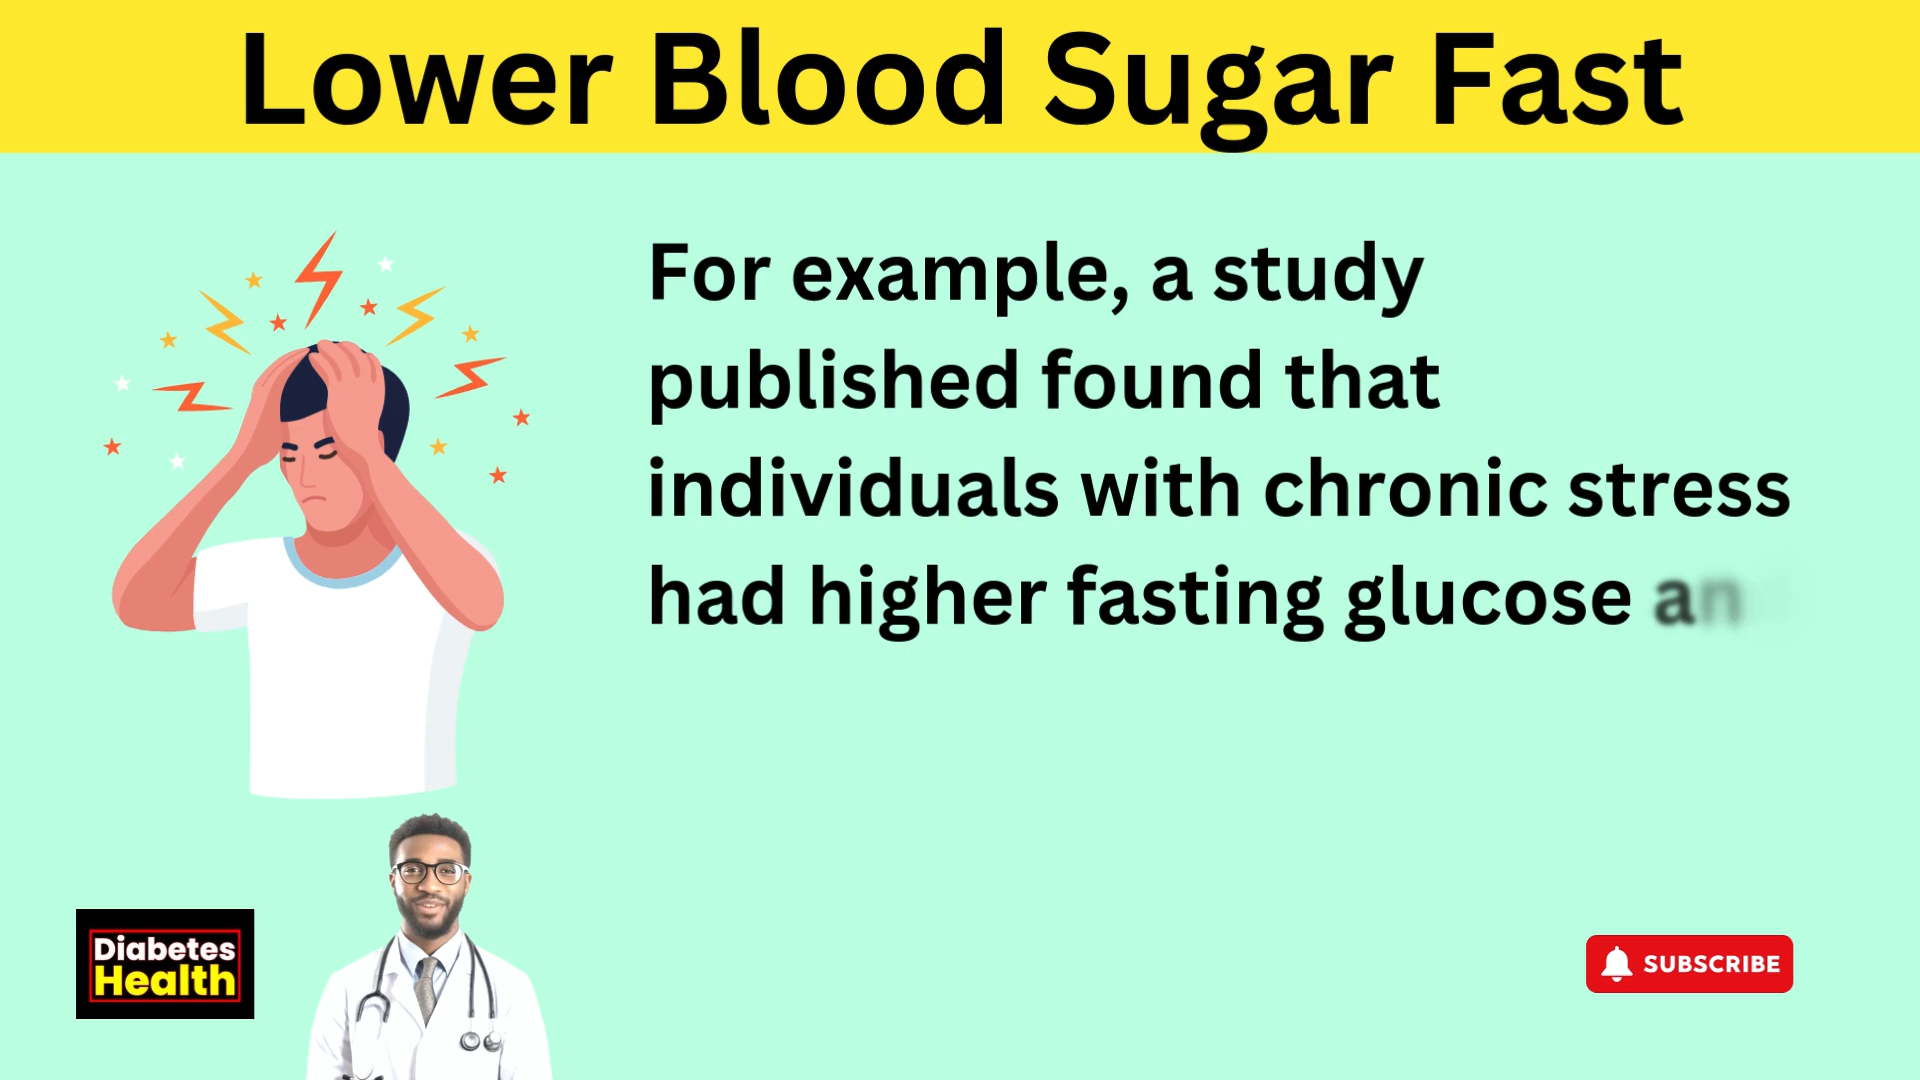 Lower Blood Sugar Fast
For example, a study
published found that
individuals with chronic stress
had higher fasting glucose an
Diabetes
Health
SUBSCRIBE